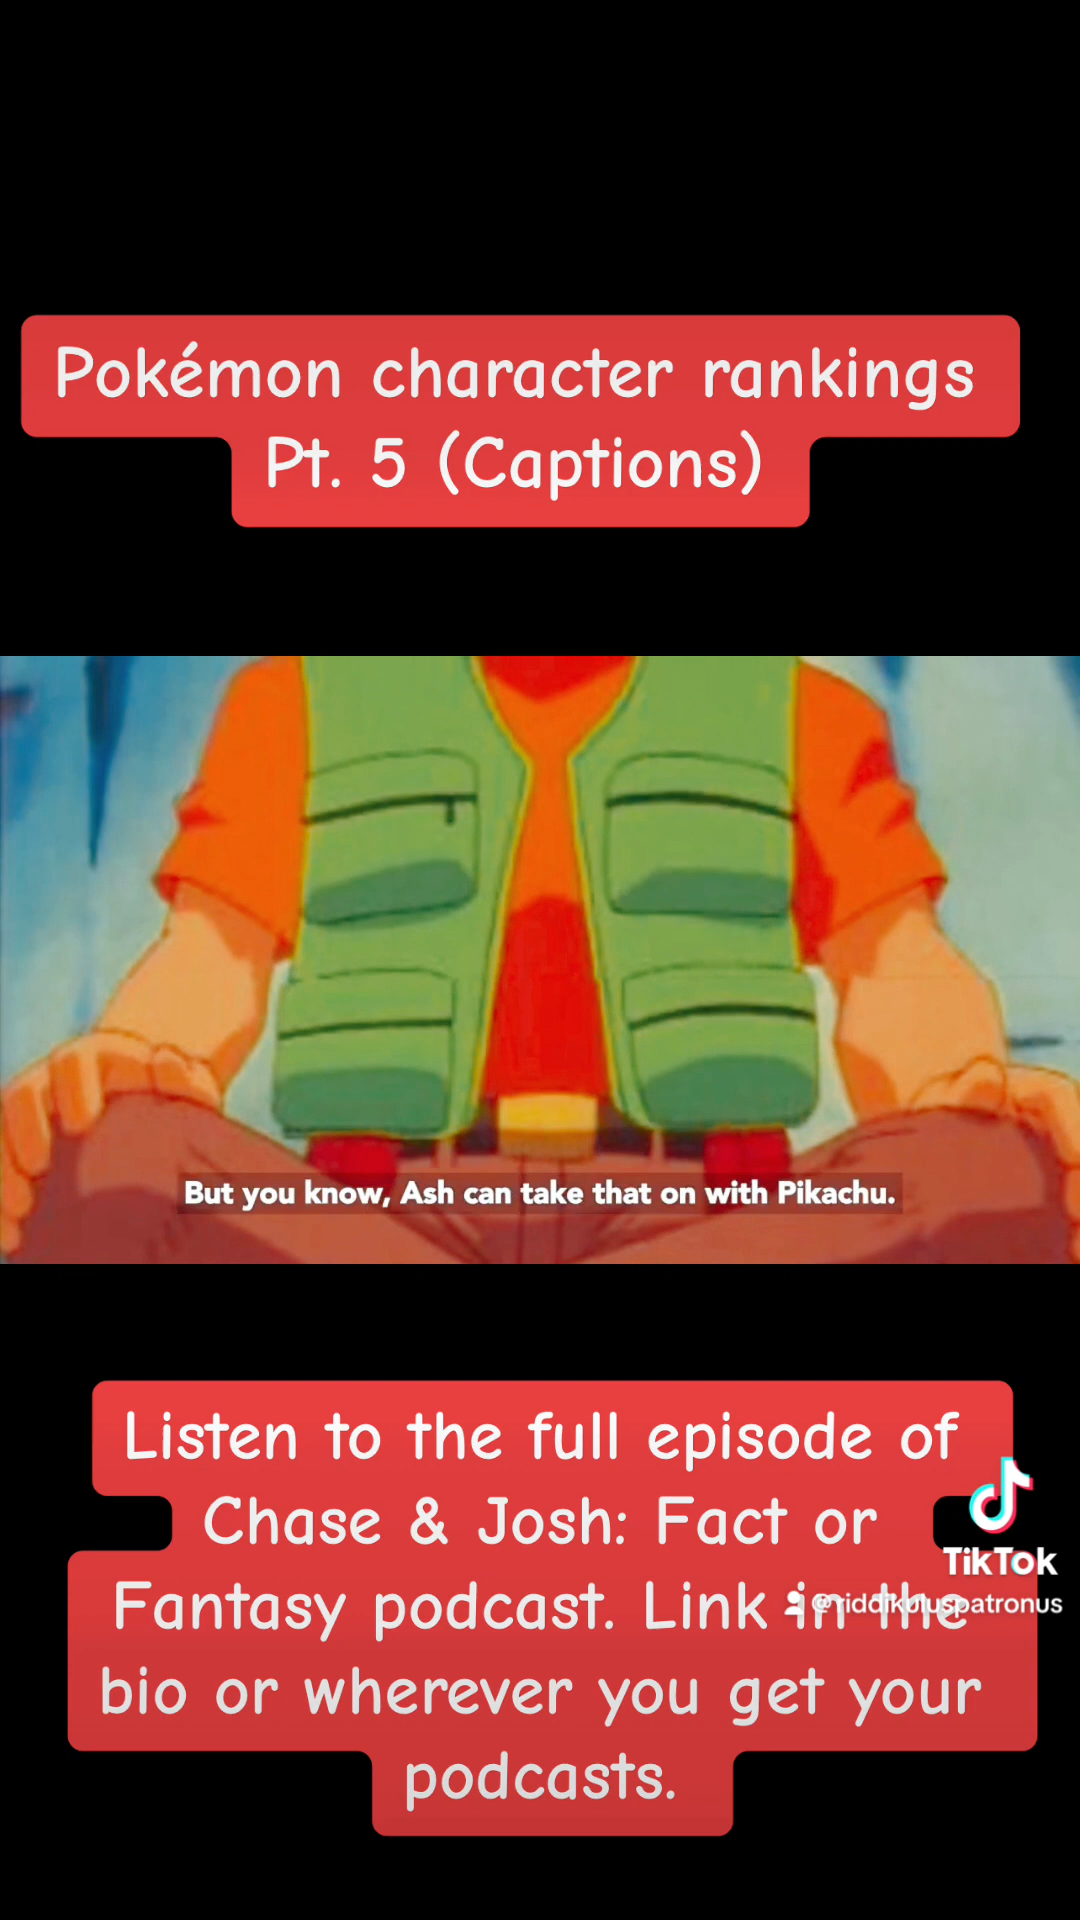 Pokémon character rankings
Pt. 5 (Captions)
But you know, Ash can take that on with Pikachu.
Listen to the full episode of
Chase & Josh: Fact or
Fantasy podcast. Link in the
bio or wherever you get your
podcasts.
TikTok
@riddikuluspatronus